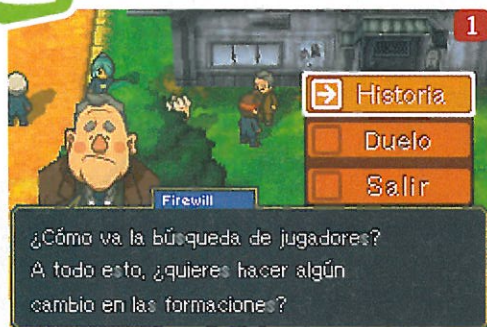 1
Historia
Duelo
Salir
Firewill
¿Cómo va la búsqueda de jugadores?
A todo esto, ¿quieres hacer algún
cambio en las formaciones?